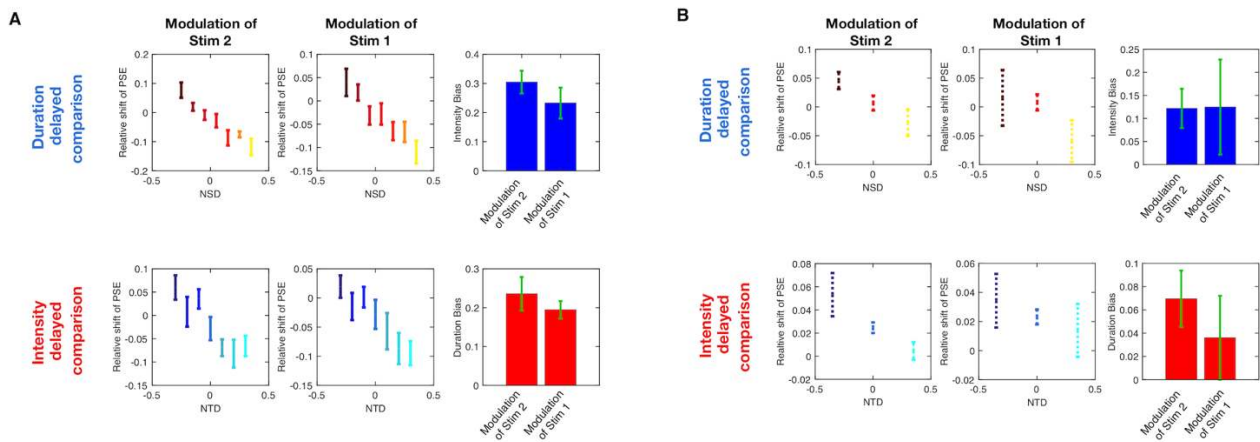 A
Modulation of
Stim 2
Modulation of
Stim 1
Duration
delayed
comparison
Relative shift of PSE
0.2
0.1
0
-0.1
-0.2
-0.5
0
0.5
NSD
Relative shift of PSE
0.1
0.05
0
-0.05
-0.1
-0.15
-0.5
0
0.5
NSD
Intensity Bias
0.4
0.3
0.2
0.1
0
Modulation
of Stim 2
Modulation
of Stim 1
Intensity
delayed
comparison
Relative shift of PSE
0.1
0.05
0
-0.05
-0.1
-0.15
-0.5
0
0.5
NTD
Relative shift of PSE
0.05
0
-0.05
-0.1
-0.15
-0.5
0
0.5
NTD
Duration Bias
0.3
0.2
0.1
0
Modulation
of Stim 2
Modulation
of Stim 1
B
Modulation of
Stim 2
Modulation of
Stim 1
Duration
delayed
comparison
Realtive shift of PSE
0.1
0.05
0
-0.05
-0.1
-0.5
0
0.5
NSD
Realtive shift of PSE
0.1
0.05
0
-0.05
-0.1
-0.5
0
0.5
NSD
Intensity Bias
0.25
0.2
0.15
0.1
0.05
0
Modulation
of Stim 2
Modulation
of Stim 1
Intensity
delayed
comparison
Realtive shift of PSE
0.08
0.06
0.04
0.02
0
-0.02
-0.5
0
0.5
NTD
Realtive shift of PSE
0.06
0.04
0.02
0
-0.02
-0.5
0
0.5
NTD
Duration Bias
0.1
0.08
0.06
0.04
0.02
0
Modulation
of Stim 2
Modulation
of Stim 1